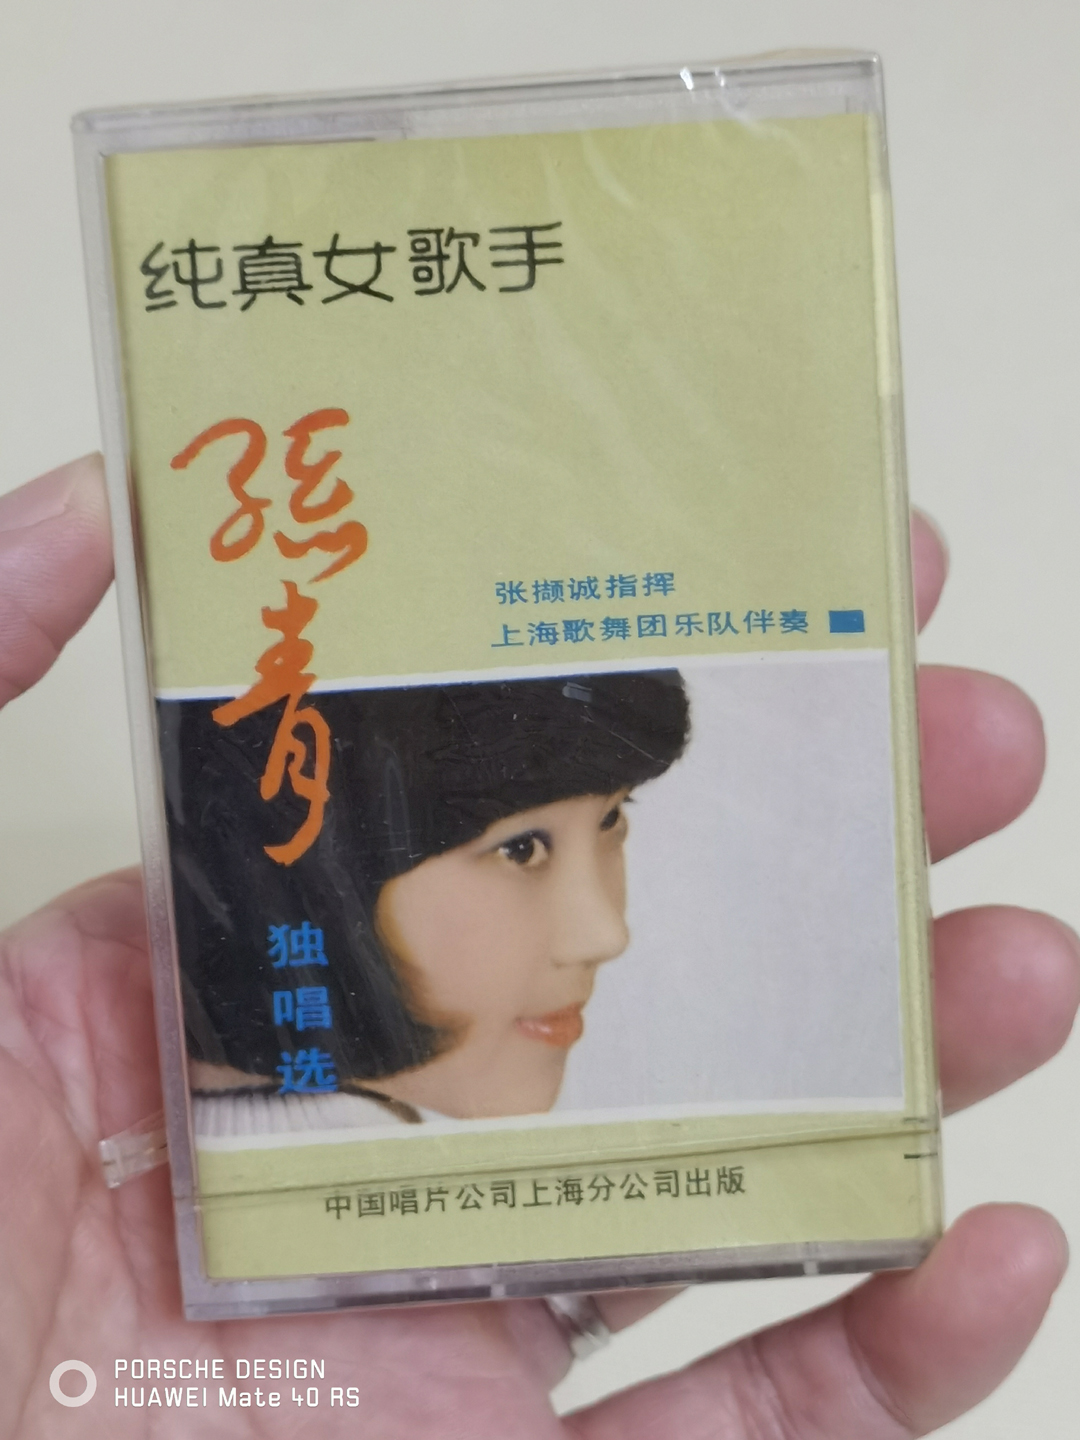 纯真女歌手
孫青
独唱选
张撷诚指挥
上海歌舞团乐队伴奏
中国唱片公司上海分公司出版
PORSCHE DESIGN
HUAWEI Mate 40 RS